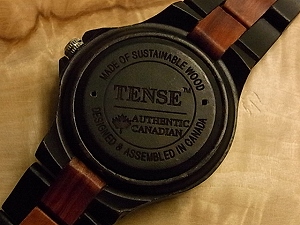 MADE OF SUSTAINABLE WOOD
TENSE™
AUTHENTIC
CANADIAN
DESIGNED & ASSEMBLED IN CANADA